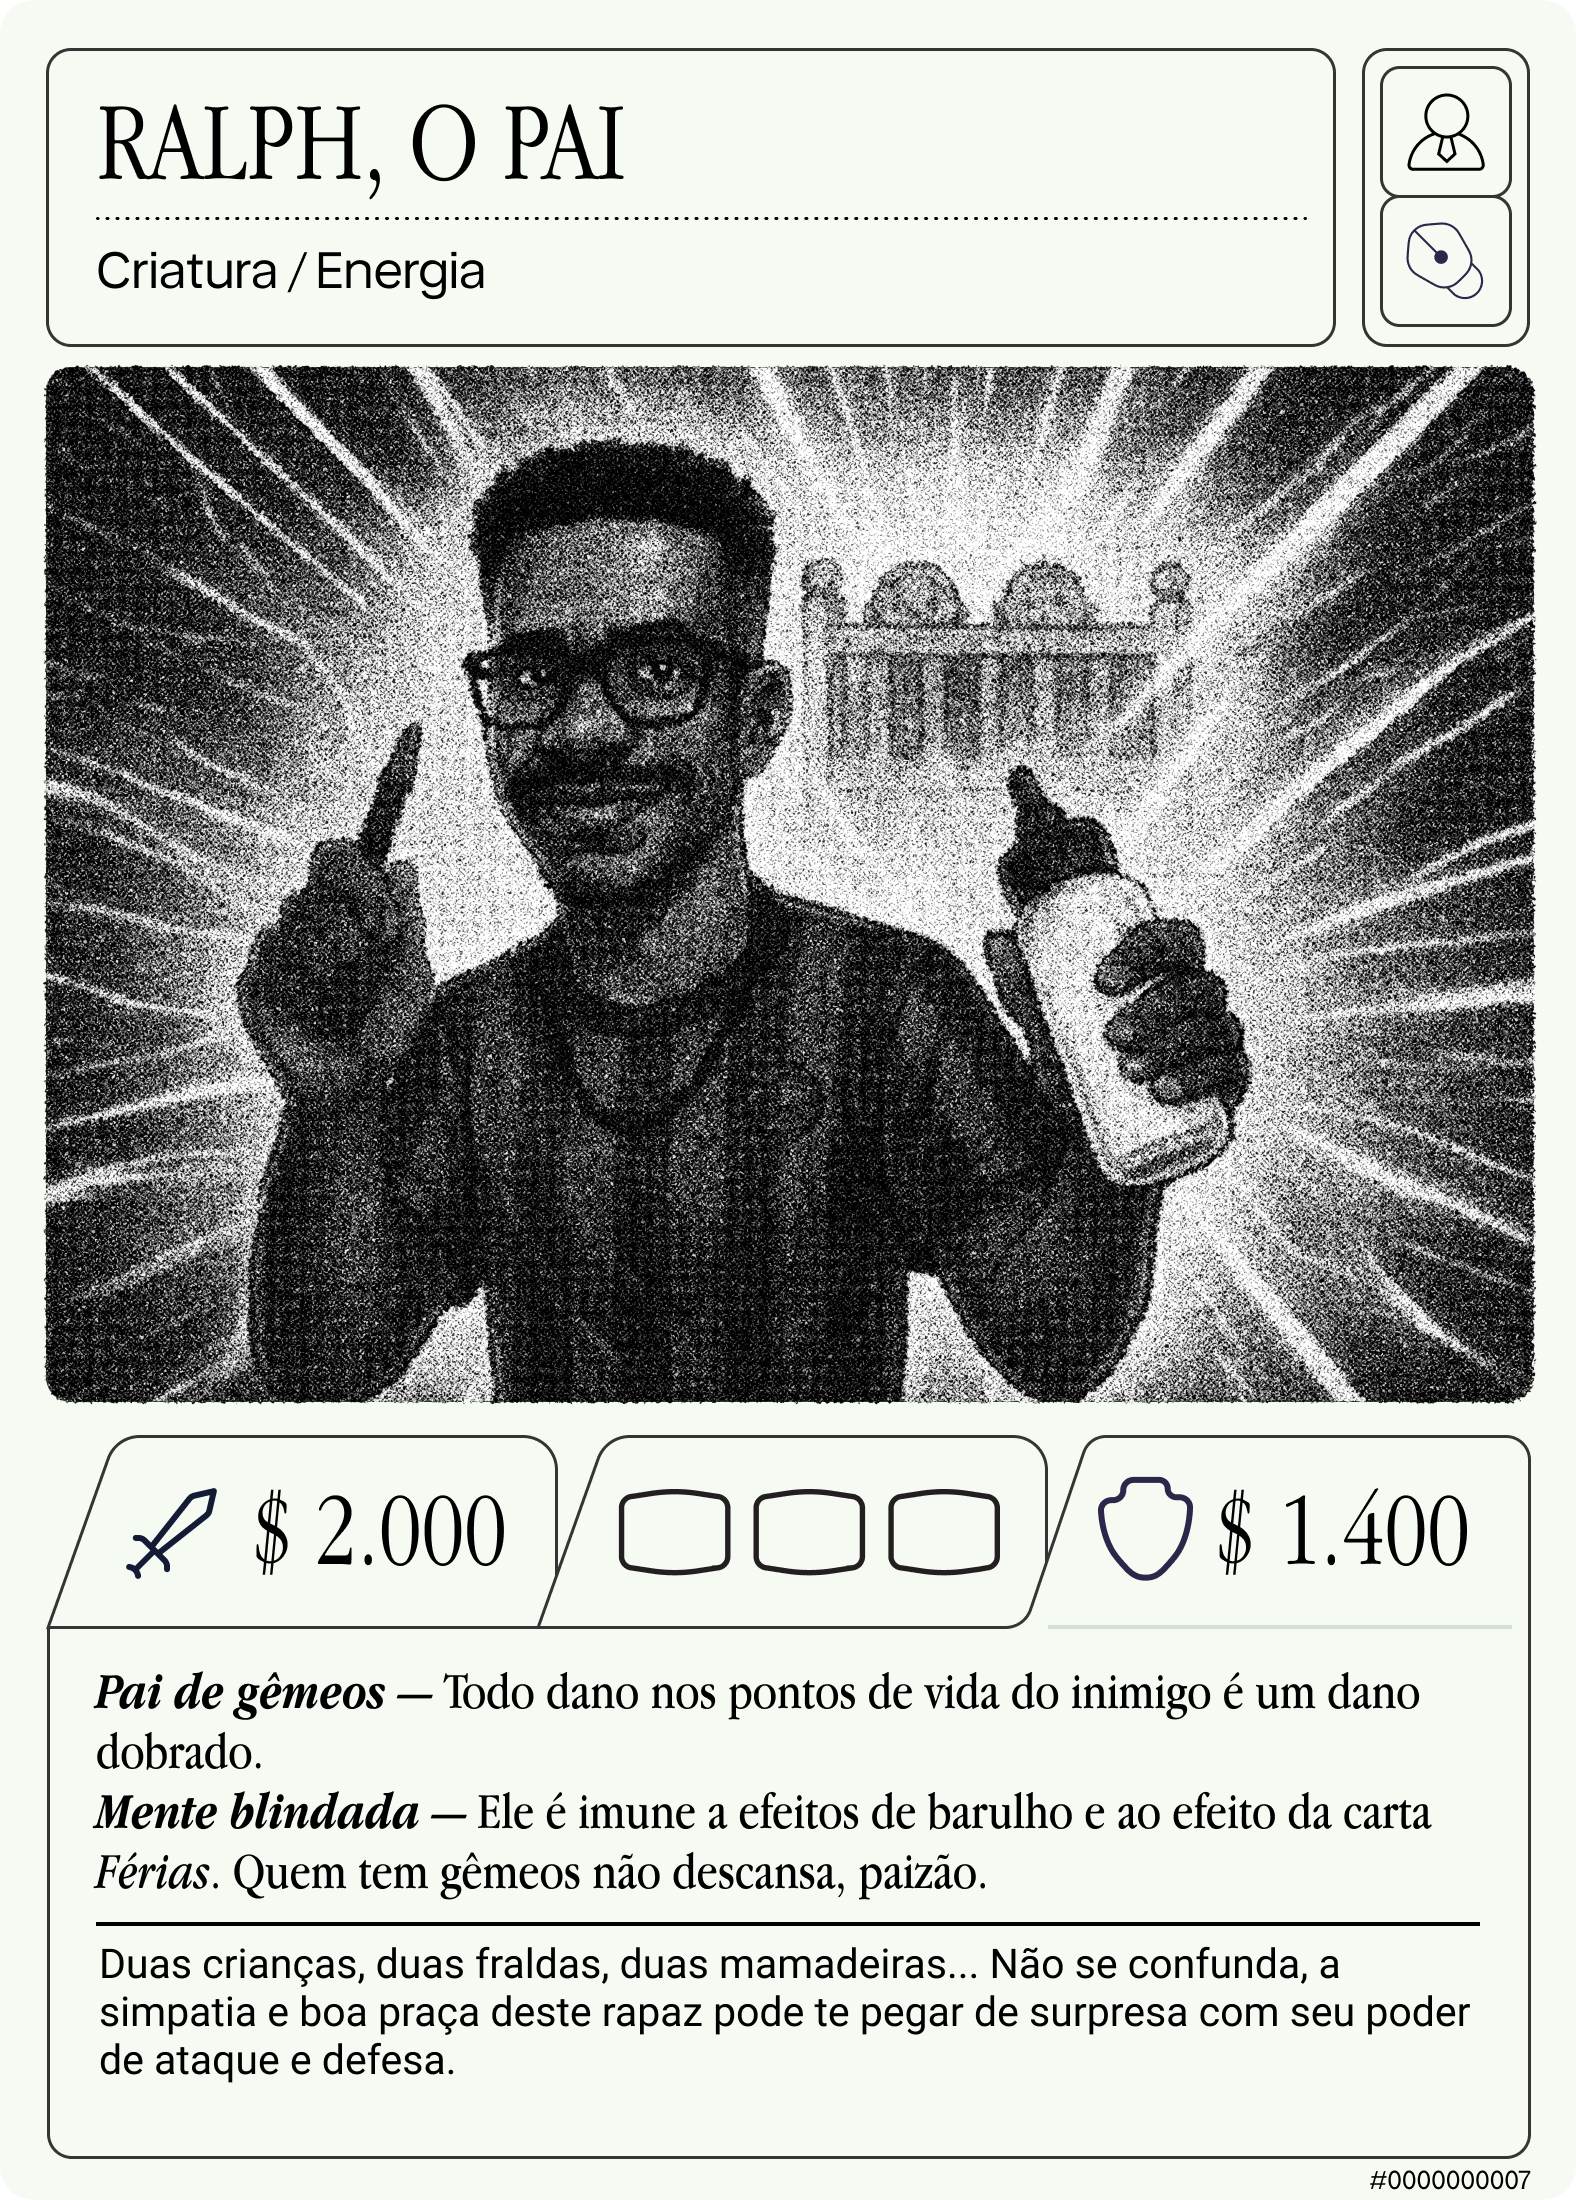 RALPH, O PAI
Criatura / Energia
$ 2.000
$ 1.400
Pai de gêmeos — Todo dano nos pontos de vida do inimigo é um dano
dobrado.
Mente blindada — Ele é imune a efeitos de barulho e ao efeito da carta
Férias. Quem tem gêmeos não descansa, paizão.
Duas crianças, duas fraldas, duas mamadeiras... Não se confunda, a
simpatia e boa praça deste rapaz pode te pegar de surpresa com seu poder
de ataque e defesa.
#0000000007